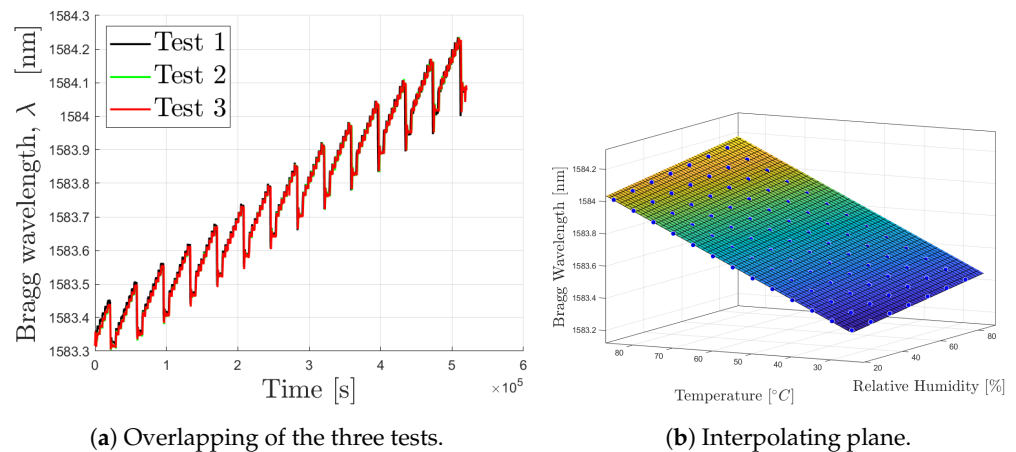 1584.3
1584.2
1584.1
1584
1583.9
1583.8
1583.7
1583.6
1583.5
1583.4
1583.3
Bragg wavelength, λ [nm]
Test 1
Test 2
Test 3
0 1 2 3 4 5 6
×10⁵
Time [s]
(a) Overlapping of the three tests.
1584.2
1584
1583.8
1583.6
1583.4
1583.2
Bragg Wavelength [nm]
80 70 60 50 40 30
Temperature [°C]
20 40 60 80
Relative Humidity [%]
(b) Interpolating plane.